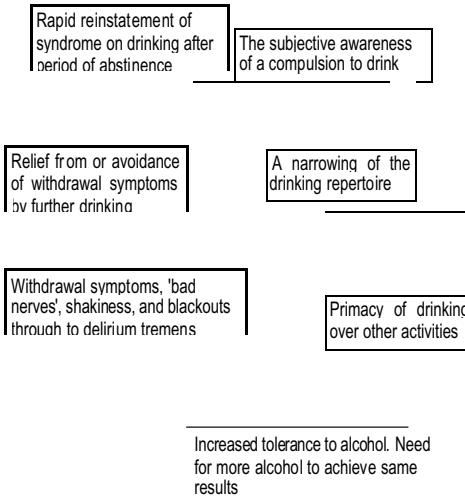 Rapid reinstatement of
syndrome on drinking after
period of abstinence
The subjective awareness
of a compulsion to drink
Relief from or avoidance
of withdrawal symptoms
by further drinking
A narrowing of the
drinking repertoire
Withdrawal symptoms, 'bad
nerves', shakiness, and blackouts
through to delirium tremens
Primacy of drinking
over other activities
Increased tolerance to alcohol. Need
for more alcohol to achieve same
results